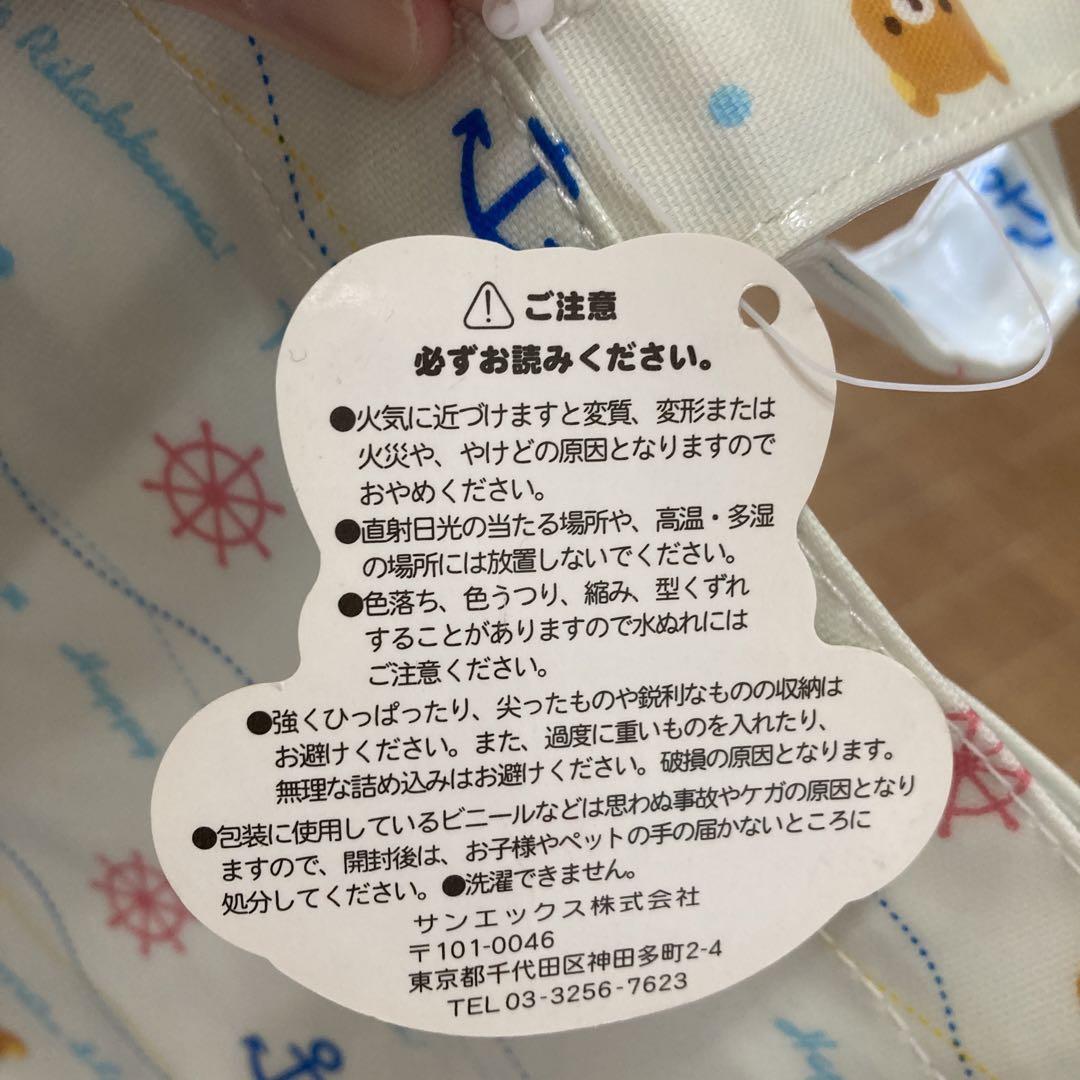 Rilakkuma!
ご注意
必ずお読みください。
●火気に近づけますと変質、変形または
火災や、やけどの原因となりますので
おやめください。
●直射日光の当たる場所や、高温・多湿
の場所には放置しないでください。
●色落ち、色うつり、縮み、型くずれ
することがありますので水ぬれには
ご注意ください。
●強くひっぱったり、尖ったものや鋭利なものの収納は
お避けください。また、過度に重いものを入れたり、
無理な詰め込みはお避けください。破損の原因となります。
●包装に使用しているビニールなどは思わぬ事故やケガの原因となり
ますので、開封後は、お子様やペットの手の届かないところに
処分してください。●洗濯できません。
サンエックス株式会社
〒101-0046
東京都千代田区神田多町2-4
TEL 03-3256-7623
Happy